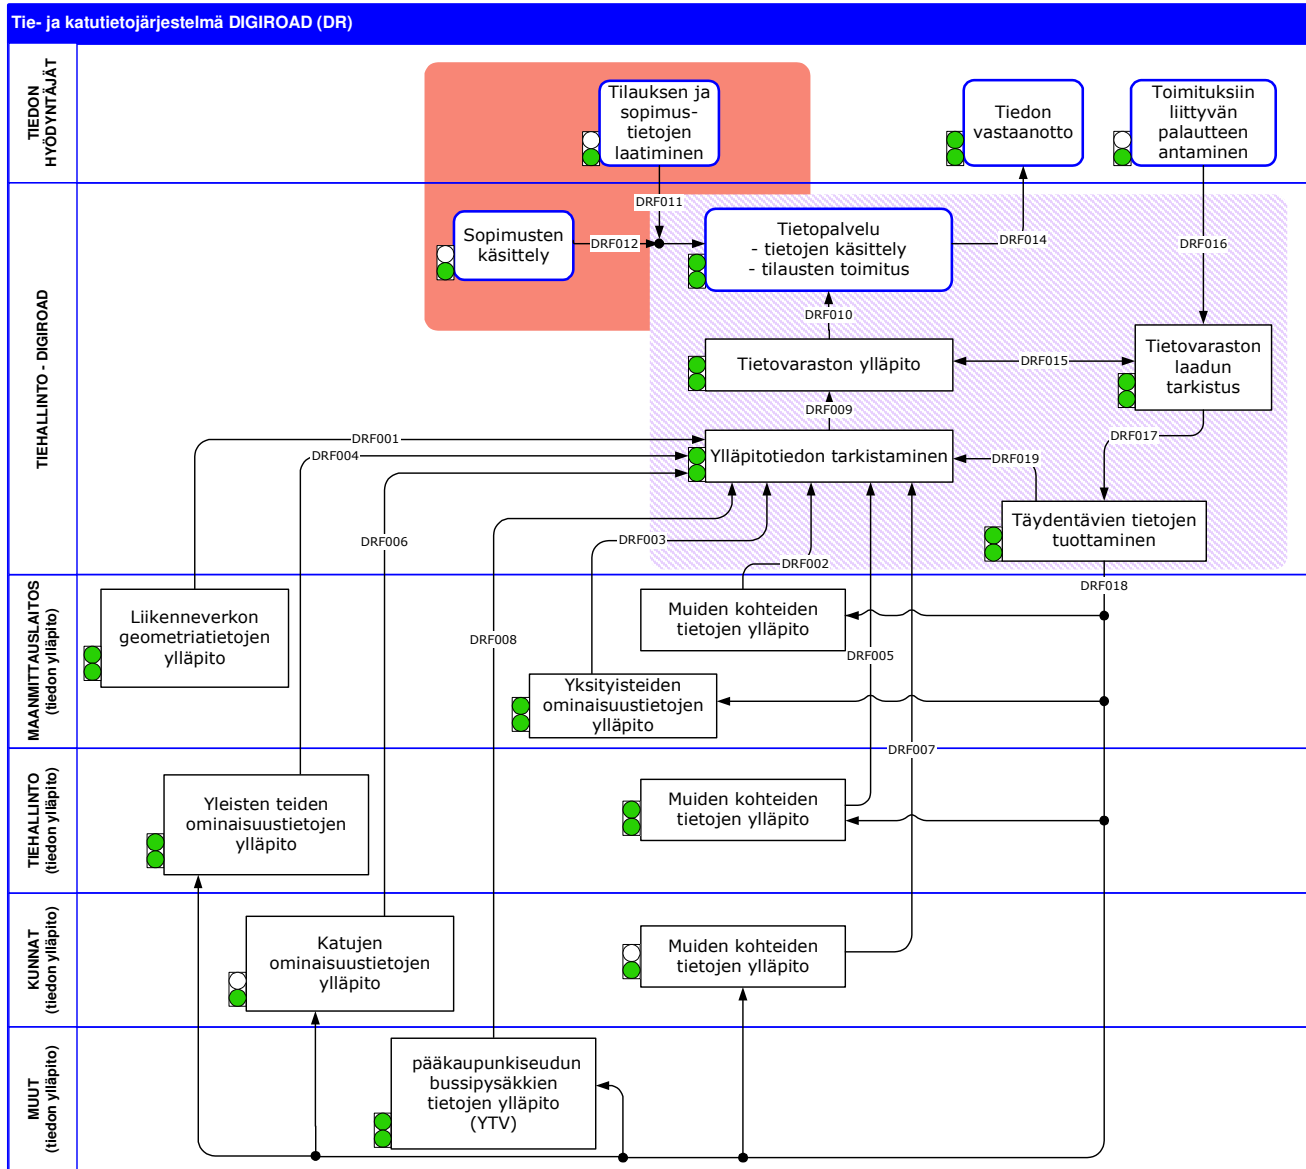 Tie- ja katutietojärjestelmä DIGIROAD (DR)
TIEDON
HYÖDYNTÄJÄT
Tilauksen ja
sopimus-
tietojen
laatiminen
Tiedon
vastaanotto
Toimituksiin
liittyvän
palautteen
antaminen
TIEHALLINTO - DIGIROAD
DRF011
Sopimusten
käsittely
DRF012
Tietopalvelu
- tietojen käsittely
- tilausten toimitus
DRF014
DRF016
DRF010
Tietovaraston ylläpito
DRF015
Tietovaraston
laadun
tarkistus
DRF009
DRF017
DRF001
DRF004
Ylläpitotiedon tarkistaminen
DRF019
Täydentävien tietojen
tuottaminen
DRF006
DRF003
DRF002
DRF018
MAANMITTAUSLAITOS
(tiedon ylläpito)
Liikenneverkon
geometriatietojen
ylläpito
DRF008
Muiden kohteiden
tietojen ylläpito
DRF005
Yksityisteiden
ominaisuustietojen
ylläpito
DRF007
TIEHALLINTO
(tiedon ylläpito)
Yleisten teiden
ominaisuustietojen
ylläpito
Muiden kohteiden
tietojen ylläpito
KUNNAT
(tiedon ylläpito)
Katujen
ominaisuustietojen
ylläpito
Muiden kohteiden
tietojen ylläpito
MUUT
(tiedon ylläpito)
pääkaupunkiseudun
bussipysäkkien
tietojen ylläpito
(YTV)